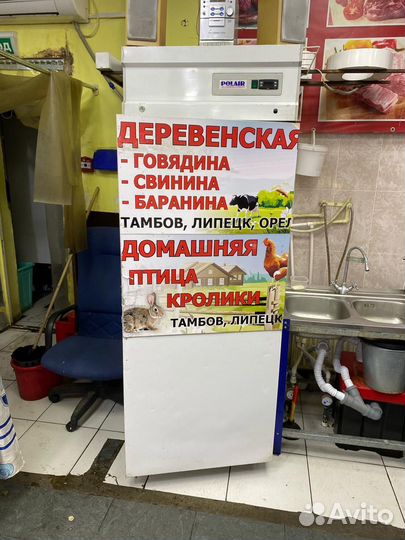 POLAIR
ДЕРЕВЕНСКАЯ
- ГОВЯДИНА
- СВИНИНА
- БАРАНИНА
ТАМБОВ, ЛИПЕЦК, ОРЕЛ
ДОМАШНЯЯ
ПТИЦА
КРОЛИКИ
ТАМБОВ, ЛИПЕЦК
Avito